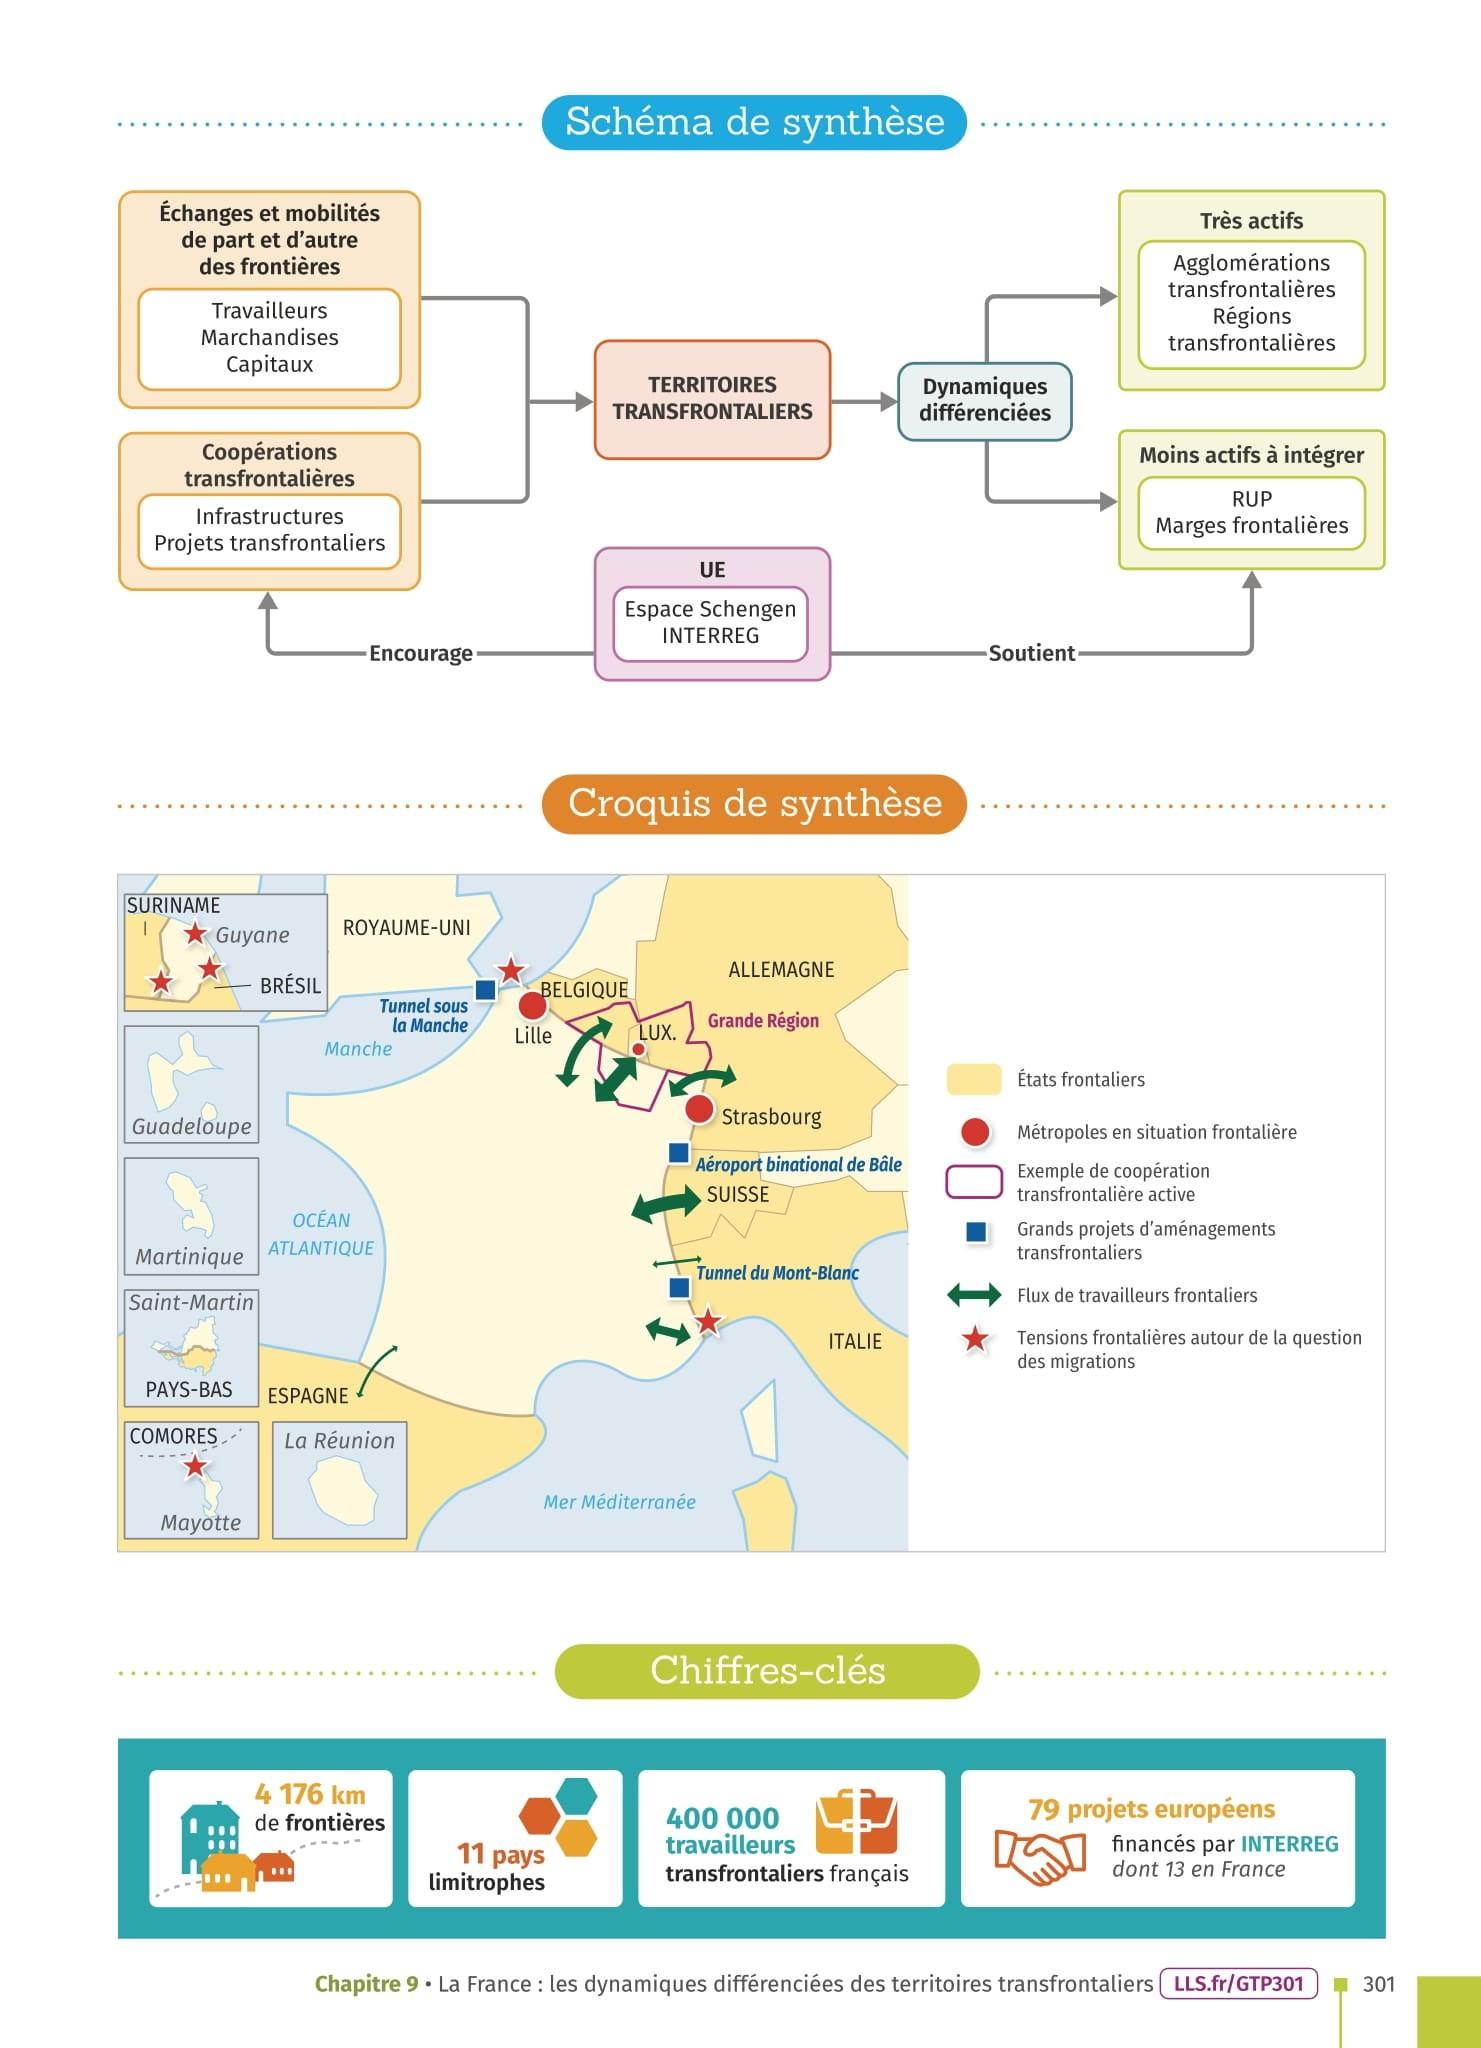 Schéma de synthèse
Échanges et mobilités
de part et d'autre
des frontières
Travailleurs
Marchandises
Capitaux
Coopérations
transfrontalières
Infrastructures
Projets transfrontaliers
TERRITOIRES
TRANSFRONTALIERS
Dynamiques
différenciées
Très actifs
Agglomérations
transfrontalières
Régions
transfrontalières
Moins actifs à intégrer
RUP
Marges frontalières
UE
Espace Schengen
INTERREG
Encourage
Soutient
Croquis de synthèse
SURINAME
Guyane
BRÉSIL
Guadeloupe
Martinique
Saint-Martin
PAYS-BAS
COMORES
Mayotte
La Réunion
ROYAUME-UNI
ALLEMAGNE
BELGIQUE
Tunnel sous
la Manche
Lille
LUX.
Grande Région
Manche
Strasbourg
Aéroport binational de Bâle
SUISSE
OCÉAN
ATLANTIQUE
Tunnel du Mont-Blanc
ITALIE
ESPAGNE
Mer Méditerranée
États frontaliers
Métropoles en situation frontalière
Exemple de coopération
transfrontalière active
Grands projets d'aménagements
transfrontaliers
Flux de travailleurs frontaliers
Tensions frontalières autour de la question
des migrations
Chiffres-clés
4 176 km
de frontières
11 pays
limitrophes
400 000
travailleurs
transfrontaliers français
79 projets européens
financés par INTERREG
dont 13 en France
Chapitre 9 • La France : les dynamiques différenciées des territoires transfrontaliers LLS.fr/GTP301 301